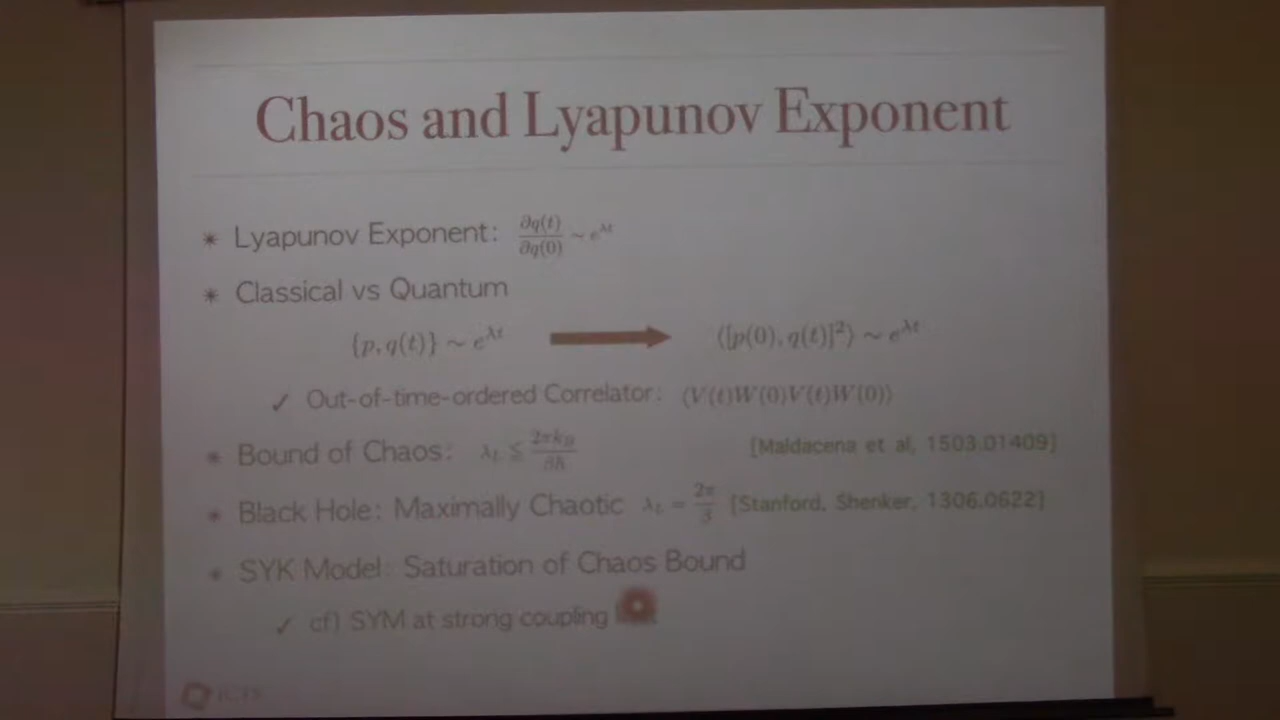 Chaos and Lyapunov Exponent
✳ Lyapunov Exponent: ∂q(t)/∂q(0) ~ e^{λt}
✳ Classical vs Quantum
{p, q(t)} ~ e^{λt} ⟨[p(0), q(t)]²⟩ ~ e^{λt}
✓ Out-of-time-ordered Correlator: ⟨V(t)W(0)V(t)W(0)⟩
✳ Bound of Chaos: λ_L ≤ 2πk_B/βℏ [Maldacena et al, 1503.01409]
✳ Black Hole: Maximally Chaotic λ_L = 2π/β [Stanford, Shenker, 1306.0622]
✳ SYK Model: Saturation of Chaos Bound
✓ cf) SYM at strong coupling
ICTS